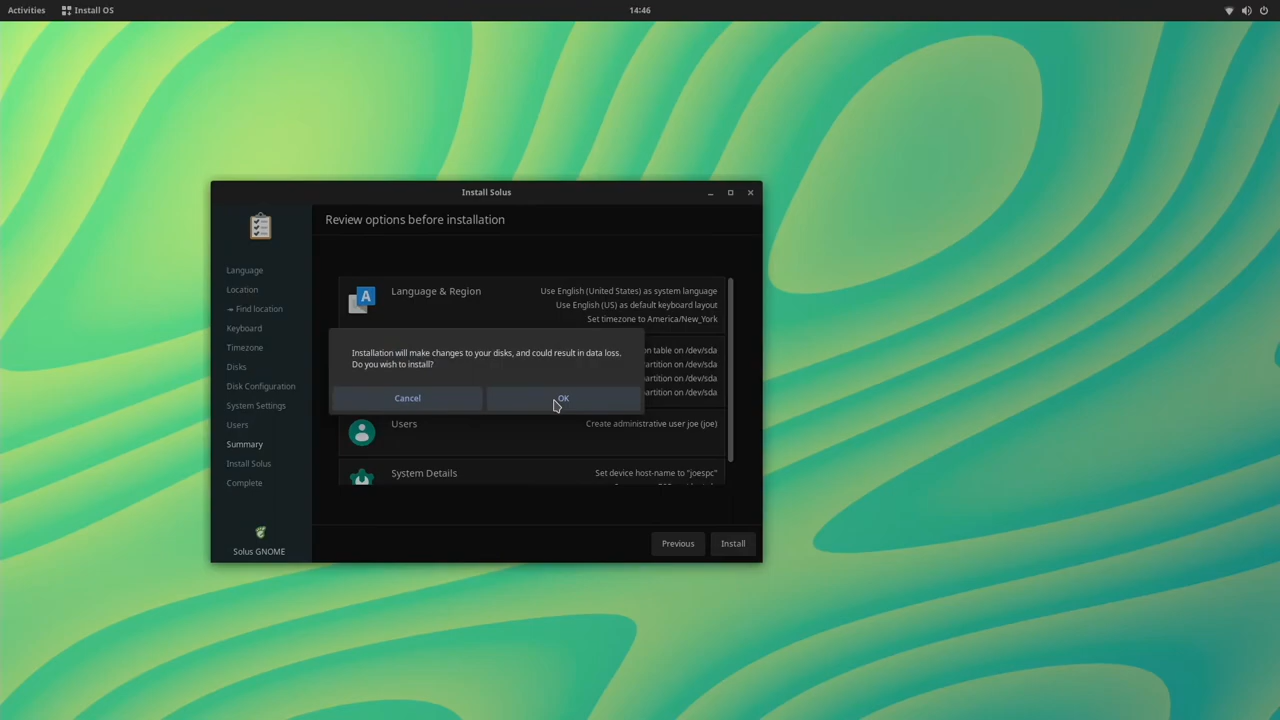 Activities
Install OS
14:46
Install Solus
Review options before installation
Language
Location
→ Find location
Keyboard
Timezone
Disks
Disk Configuration
System Settings
Users
Summary
Install Solus
Complete
Solus GNOME
Language & Region
Use English (United States) as system language
Use English (US) as default keyboard layout
Set timezone to America/New_York
Installation will make changes to your disks, and could result in data loss.
Do you wish to install?
Cancel
OK
table on /dev/sda
partition on /dev/sda
partition on /dev/sda
partition on /dev/sda
Users
Create administrative user joe (joe)
System Details
Set device host-name to "joespc"
Previous
Install